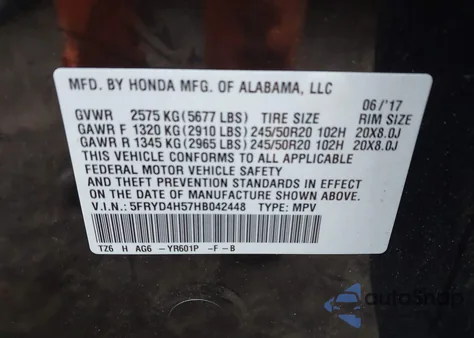 MFD. BY HONDA MFG. OF ALABAMA, LLC
06/'17
GVWR 2575 KG(5677 LBS) TIRE SIZE RIM SIZE
GAWR F 1320 KG(2910 LBS)245/50R20 102H 20X8.0J
GAWR R 1345 KG(2965 LBS)245/50R20 102H 20X8.0J
THIS VEHICLE CONFORMS TO ALL APPLICABLE
FEDERAL MOTOR VEHICLE SAFETY
AND THEFT PREVENTION STANDARDS IN EFFECT
ON THE DATE OF MANUFACTURE SHOWN ABOVE.
V.I.N.: 5FRYD4H57HB042448 TYPE: MPV
TZ6 H AG6 -YR601P -F-B
autoSnap